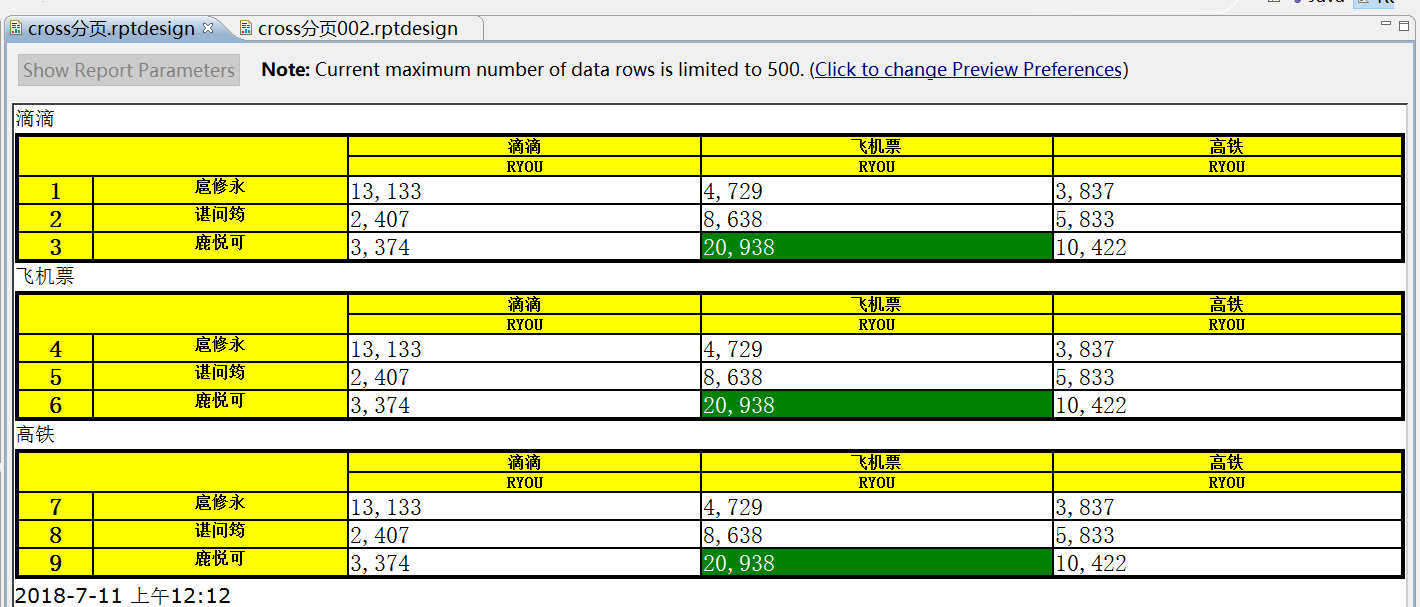 cross分页.rptdesign cross分页002.rptdesign
Show Report Parameters Note: Current maximum number of data rows is limited to 500. (Click to change Preview Preferences)
滴滴
滴滴 飞机票 高铁
RYOU RYOU RYOU
1 扈修永 13,133 4,729 3,837
2 谌问筠 2,407 8,638 5,833
3 鹿悦可 3,374 20,938 10,422
飞机票
滴滴 飞机票 高铁
RYOU RYOU RYOU
4 扈修永 13,133 4,729 3,837
5 谌问筠 2,407 8,638 5,833
6 鹿悦可 3,374 20,938 10,422
高铁
滴滴 飞机票 高铁
RYOU RYOU RYOU
7 扈修永 13,133 4,729 3,837
8 谌问筠 2,407 8,638 5,833
9 鹿悦可 3,374 20,938 10,422
2018-7-11 上午12:12